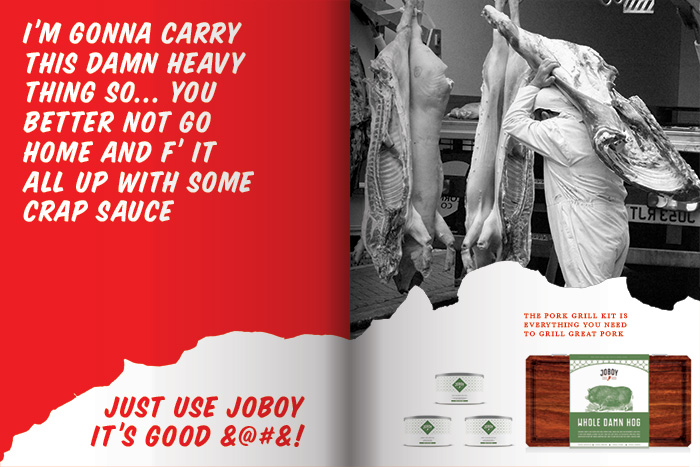 I'M GONNA CARRY
THIS DAMN HEAVY
THING SO... YOU
BETTER NOT GO
HOME AND F' IT
ALL UP WITH SOME
CRAP SAUCE
JUST USE JOBOY
IT'S GOOD &@#&!
THE PORK GRILL KIT IS
EVERYTHING YOU NEED
TO GRILL GREAT PORK
JOBOY
WHOLE DAMN HOG